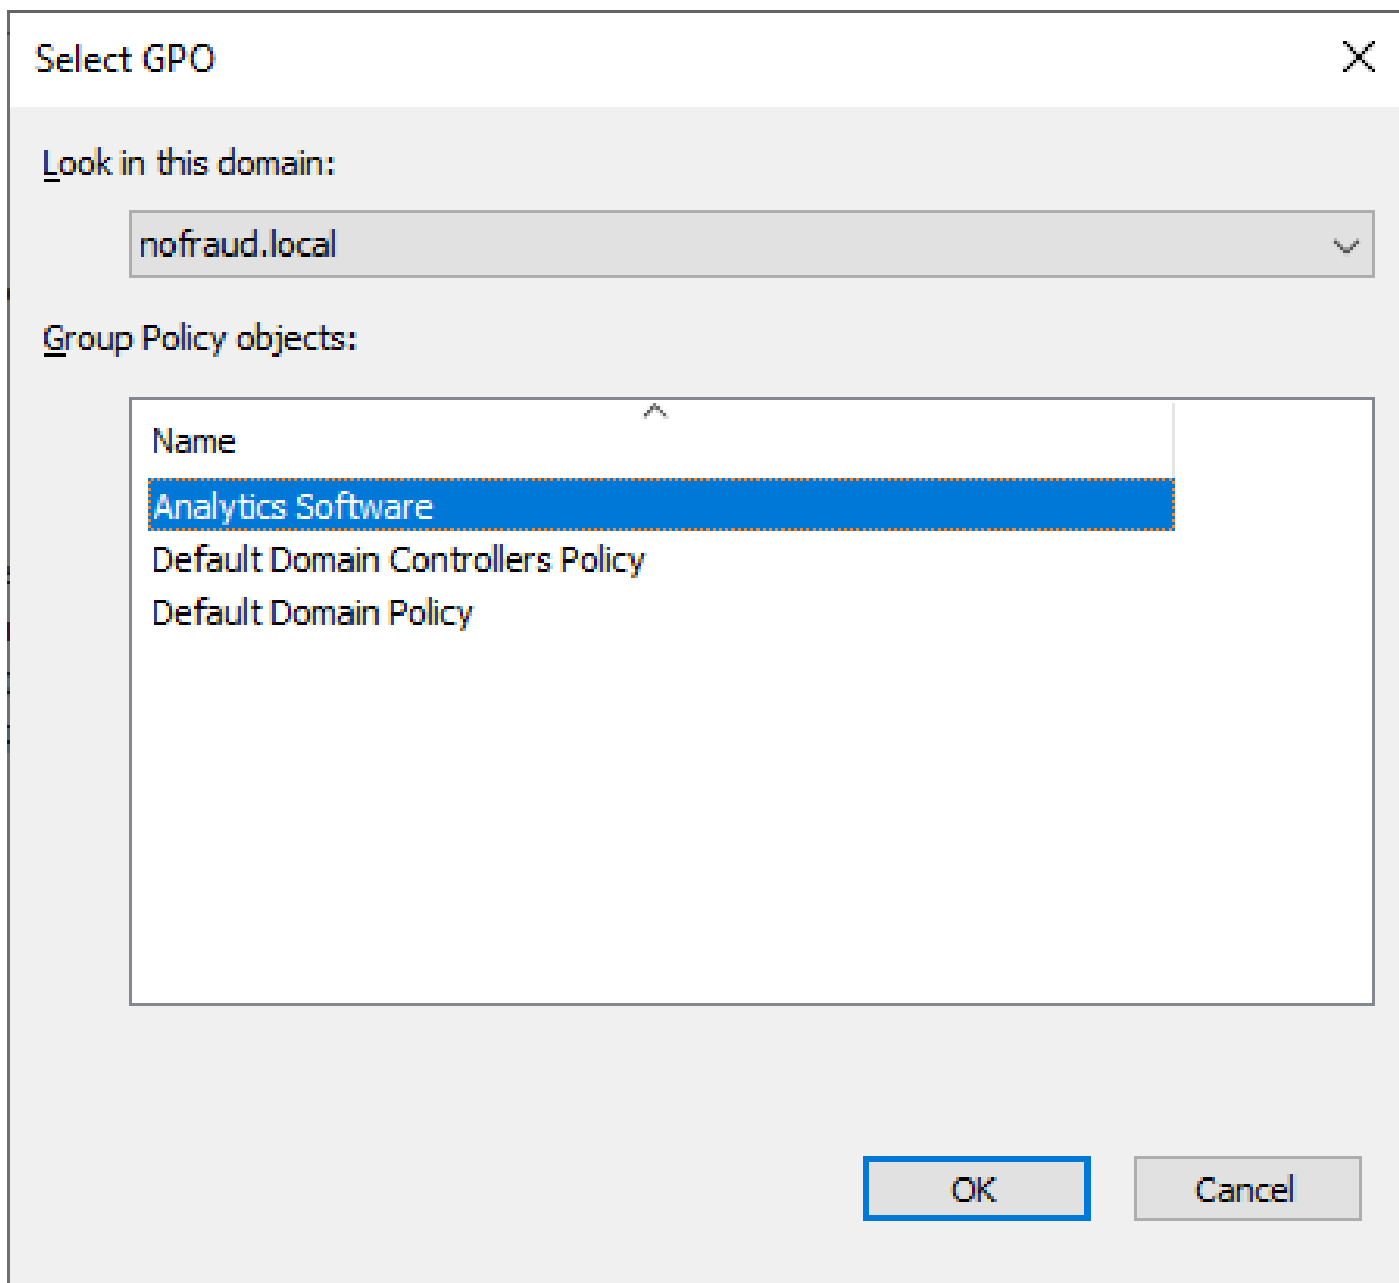 Select GPO
Look in this domain:
nofraud.local
Group Policy objects:
Name
Analytics Software
Default Domain Controllers Policy
Default Domain Policy
OK
Cancel